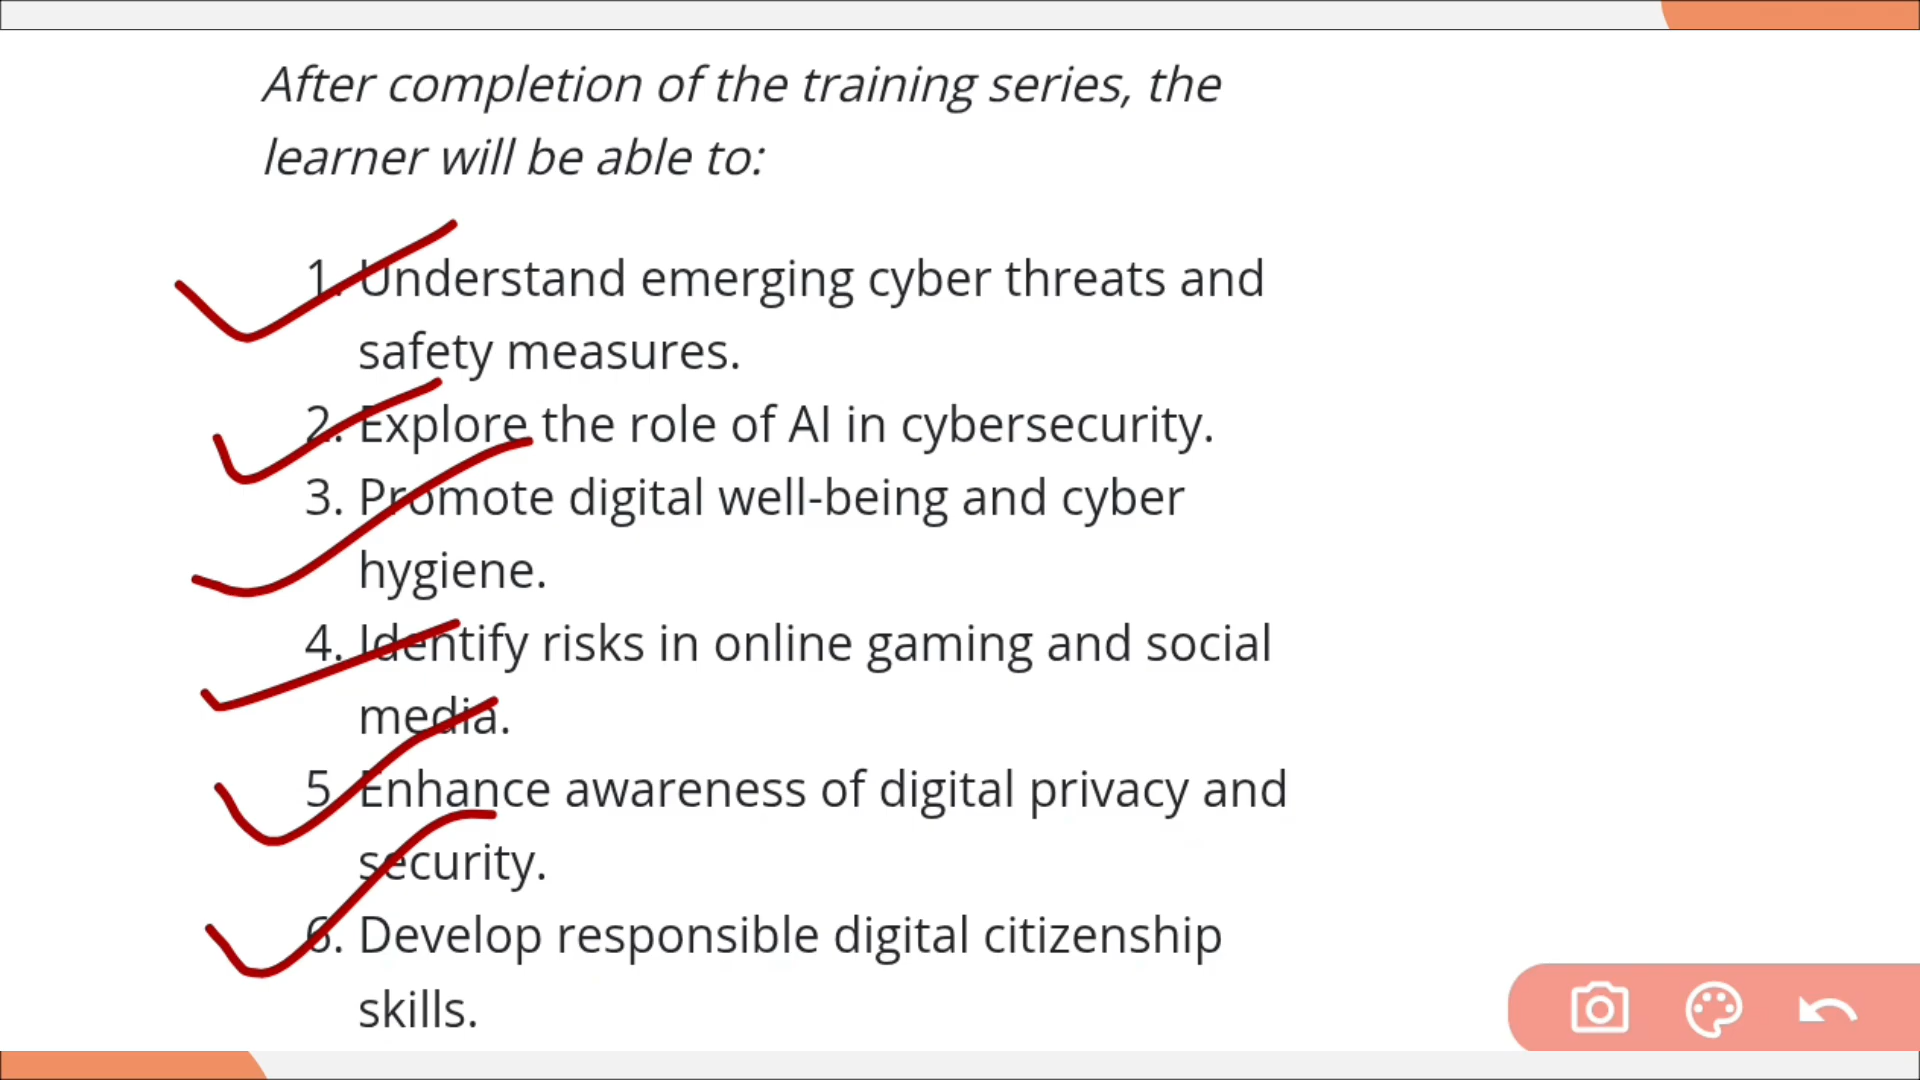 After completion of the training series, the
learner will be able to:
1. Understand emerging cyber threats and
safety measures.
2. Explore the role of AI in cybersecurity.
3. Promote digital well-being and cyber
hygiene.
4. Identify risks in online gaming and social
media.
5. Enhance awareness of digital privacy and
security.
6. Develop responsible digital citizenship
skills.